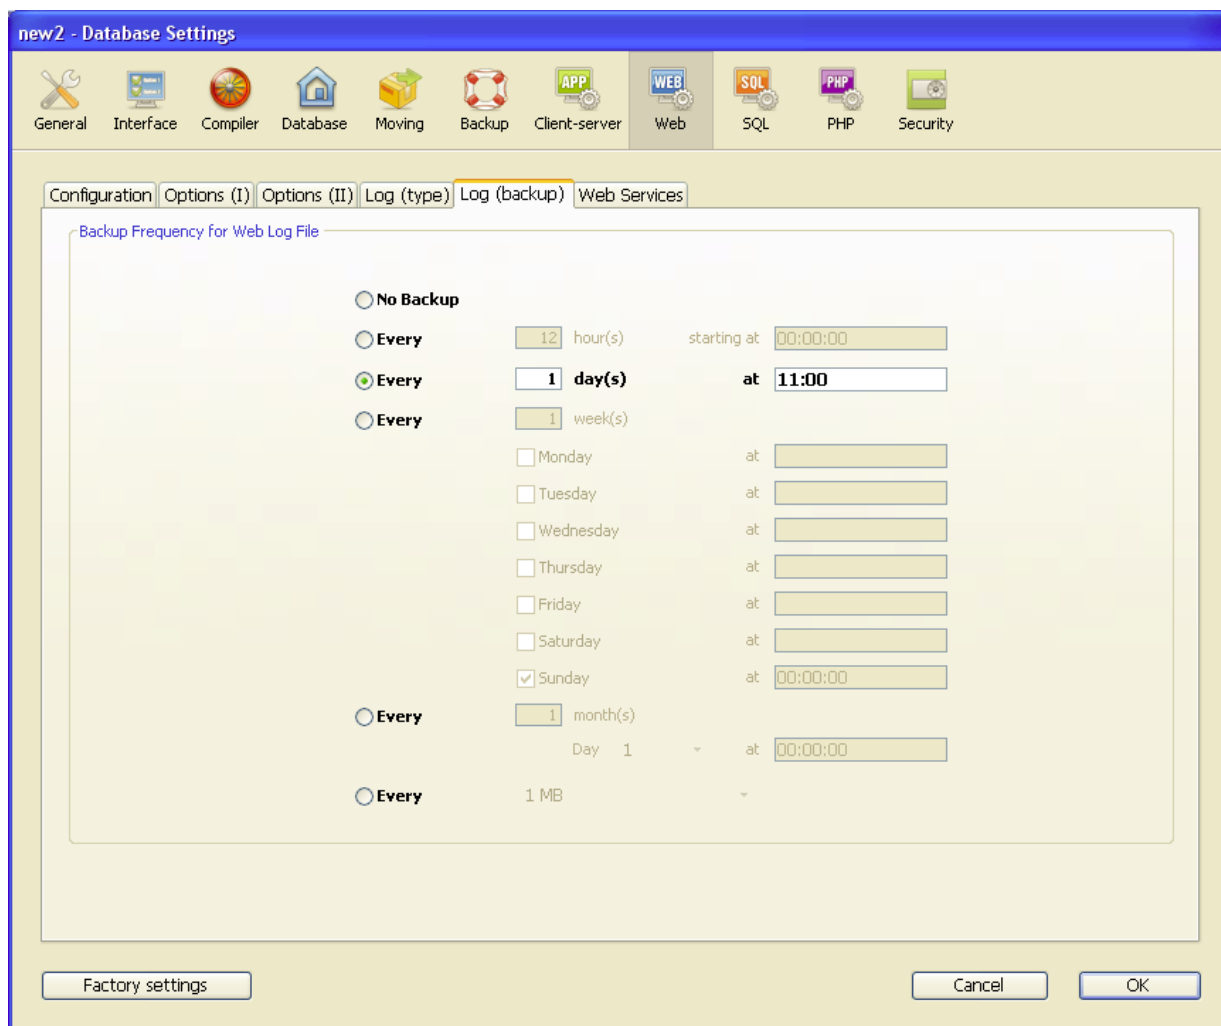 new2 - Database Settings
APP WEB SQL PHP
General Interface Compiler Database Moving Backup Client-server Web SQL PHP Security
Configuration Options (I) Options (II) Log (type) Log (backup) Web Services
Backup Frequency for Web Log File
No Backup
Every 12 hour(s) starting at 00:00:00
Every 1 day(s) at 11:00
Every 1 week(s)
Monday at
Tuesday at
Wednesday at
Thursday at
Friday at
Saturday at
Sunday at 00:00:00
Every 1 month(s)
Day 1 at 00:00:00
Every 1 MB
Factory settings Cancel OK